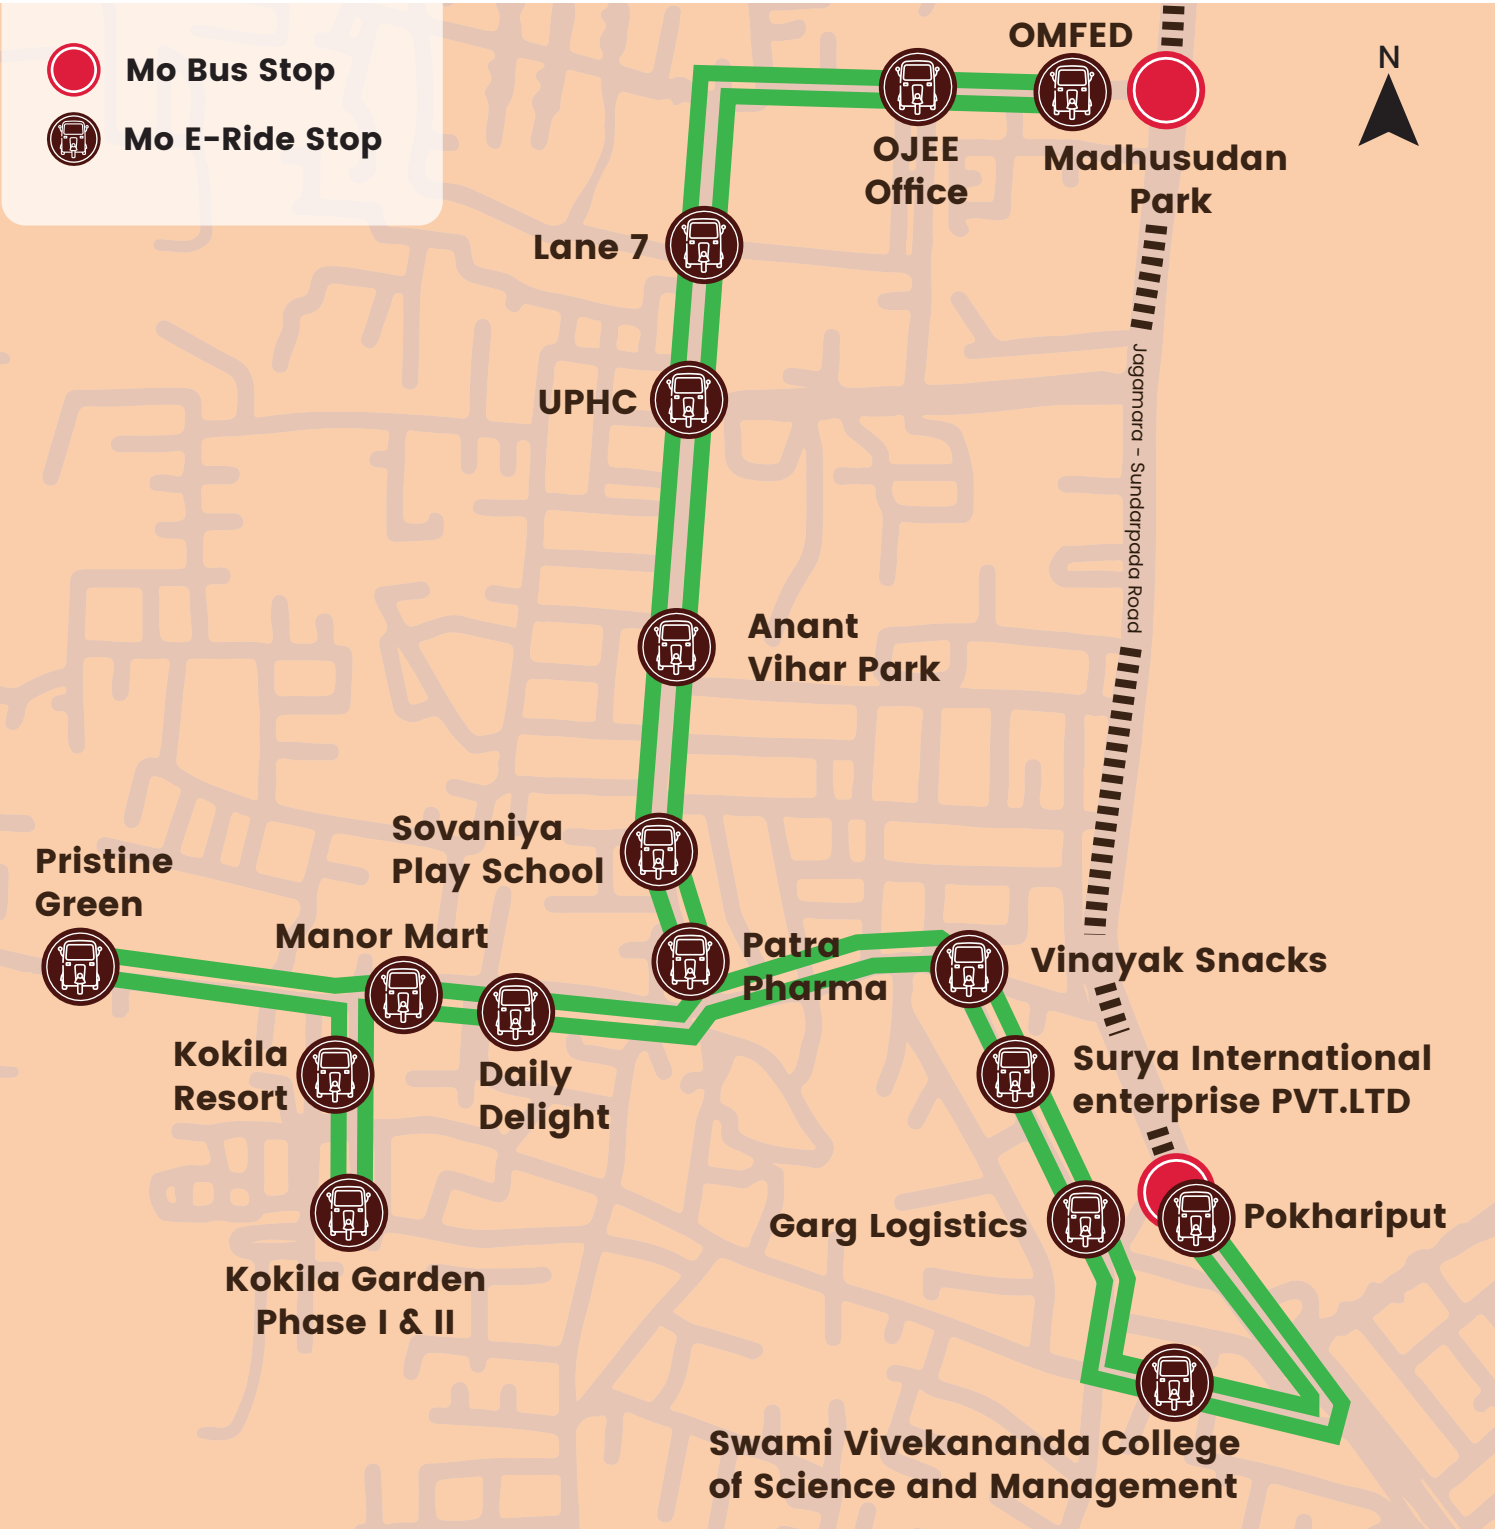 Mo Bus Stop
Mo E-Ride Stop
OMFED
N
OJEE
Office
Madhusudan
Park
Lane 7
UPHC
Jagamara - Sundarpada Road
Anant
Vihar Park
Sovaniya
Play School
Pristine
Green
Manor Mart
Patra
Pharma
Vinayak Snacks
Kokila
Resort
Daily
Delight
Surya International
enterprise PVT.LTD
Garg Logistics
Pokhariput
Kokila Garden
Phase I & II
Swami Vivekananda College
of Science and Management